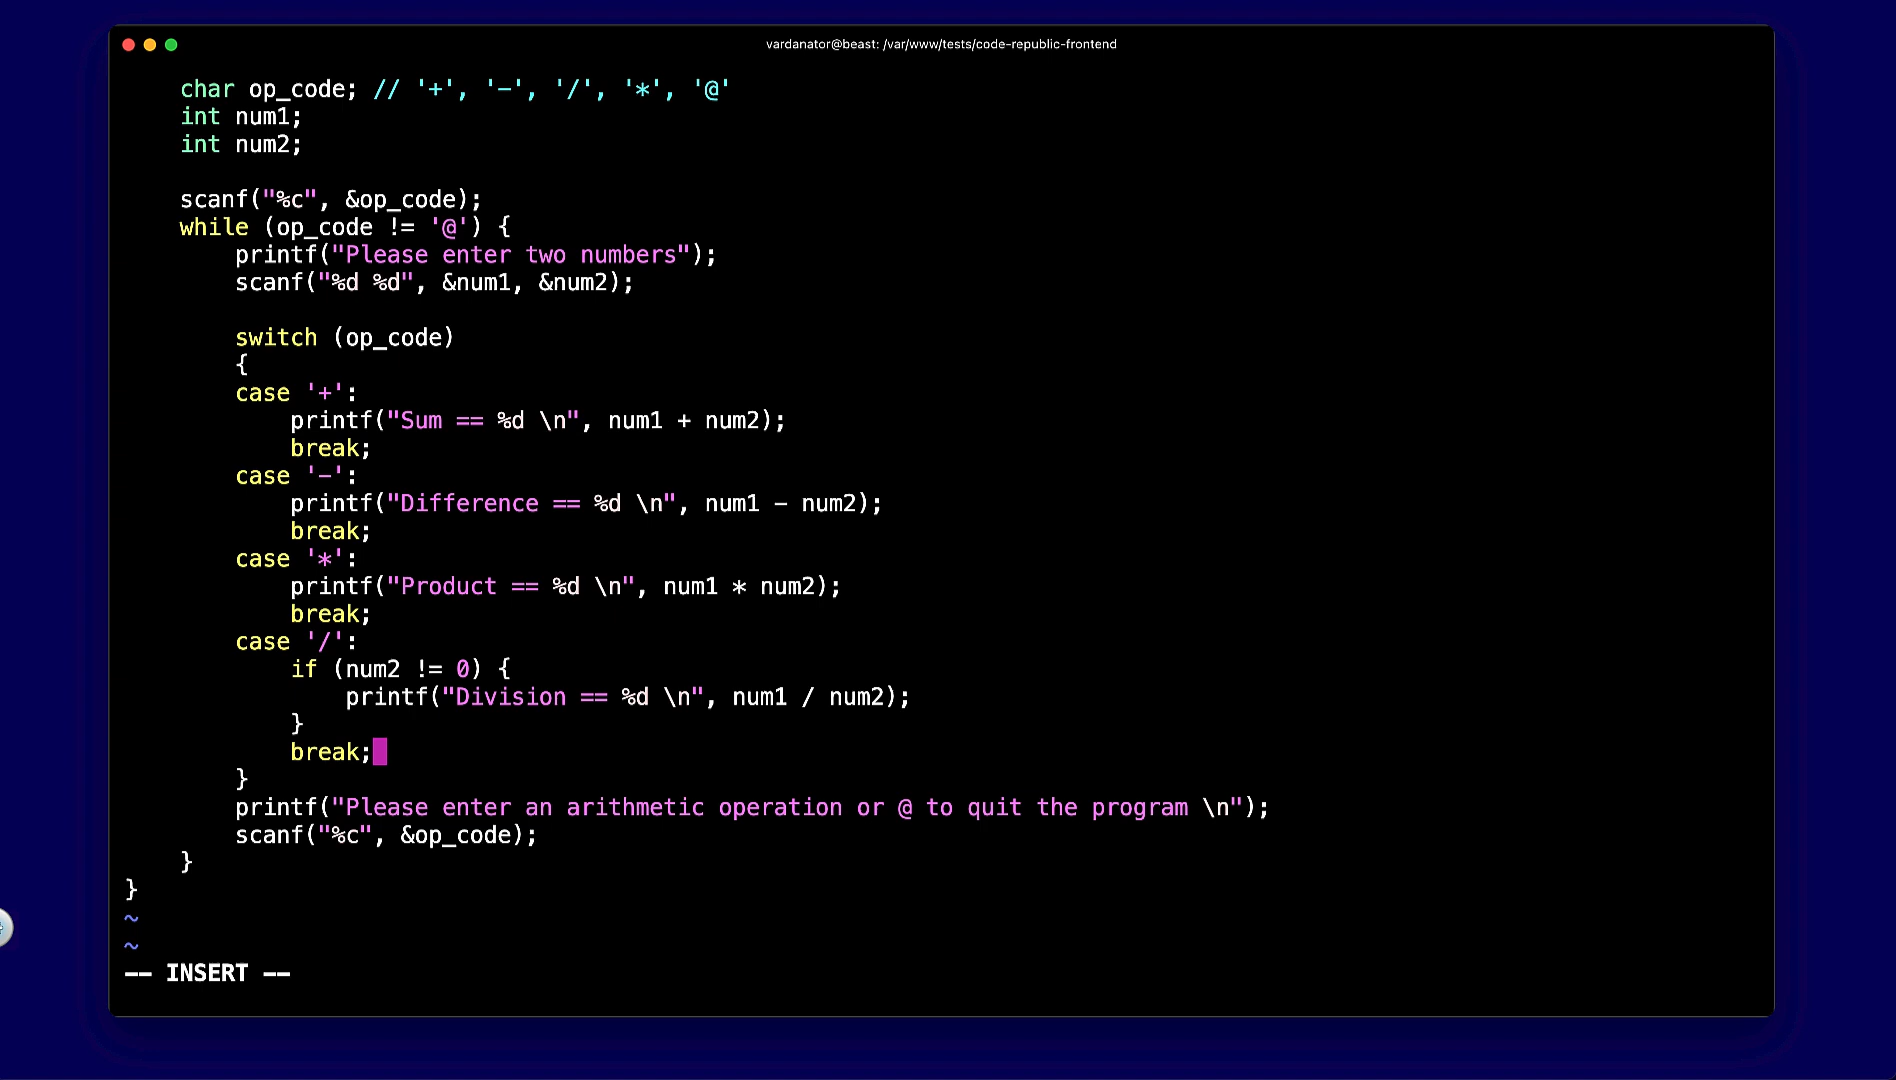 vardanator@beast: /var/www/tests/code-republic-frontend
char op_code; // '+', '-', '/', '*', '@'
int num1;
int num2;
scanf("%c", &op_code);
while (op_code != '@') {
printf("Please enter two numbers");
scanf("%d %d", &num1, &num2);
switch (op_code)
{
case '+':
printf("Sum == %d \n", num1 + num2);
break;
case '-':
printf("Difference == %d \n", num1 - num2);
break;
case '*':
printf("Product == %d \n", num1 * num2);
break;
case '/':
if (num2 != 0) {
printf("Division == %d \n", num1 / num2);
}
break;
}
printf("Please enter an arithmetic operation or @ to quit the program \n");
scanf("%c", &op_code);
}
}
~
~
-- INSERT --